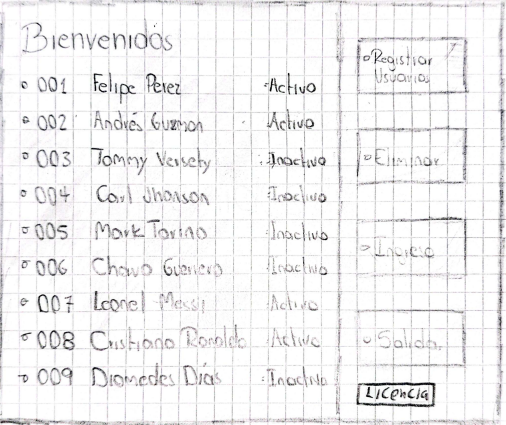 Bienvenidos
001 Felipe Perez Activo
002 Andrés Guzman Activo
003 Tommy Versety Inactivo
004 Carl Jhonson Inactivo
005 Mark Torino Inactivo
006 Chavo Guerrero Inactivo
007 Leonel Messi Activo
008 Cristiano Ronaldo Activo
009 Diomedes Días Inactivo
Registrar
Usuarios
Eliminar
Ingreso
Salida
Licencia